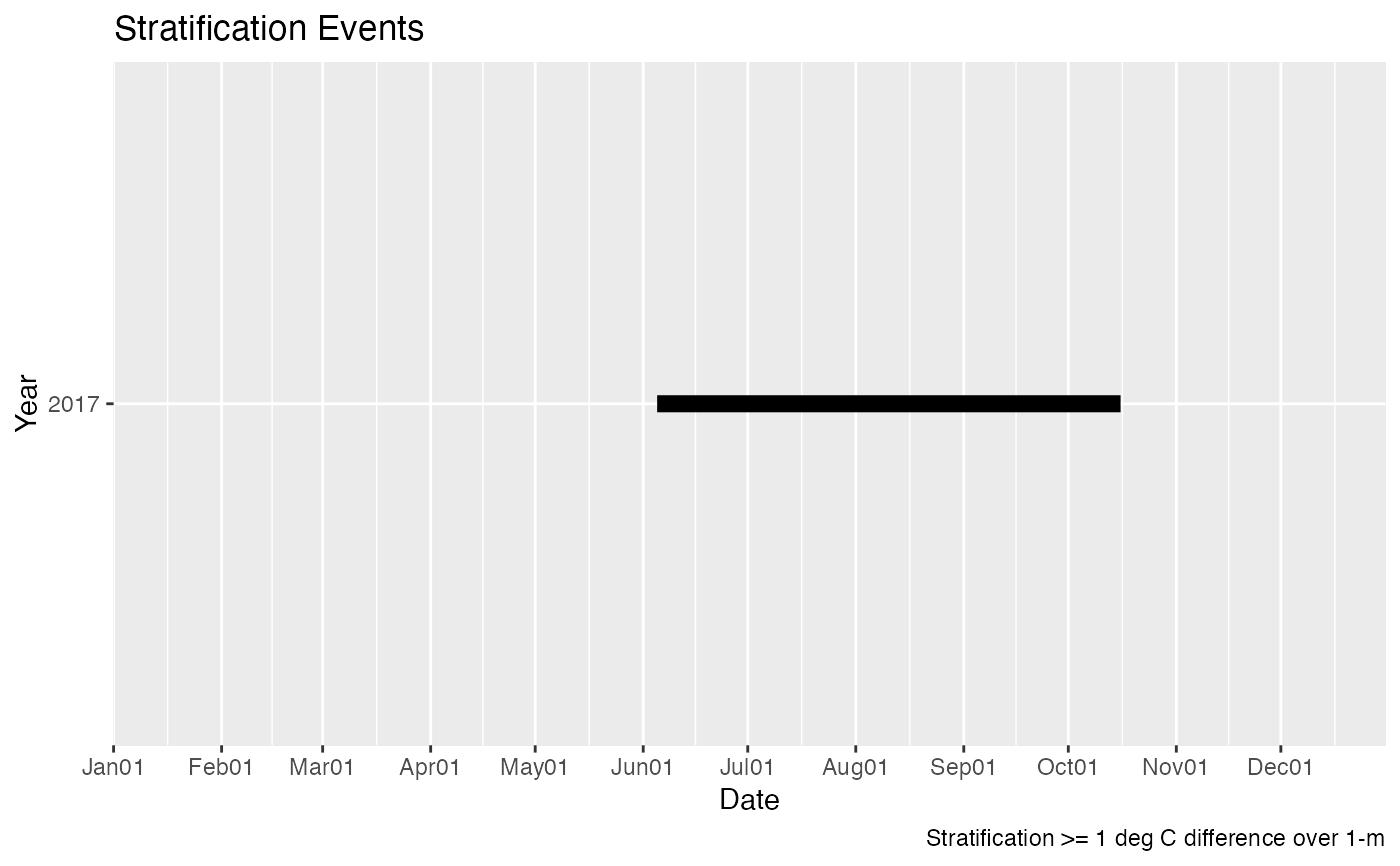 Stratification Events
Year
2017
Jan01 Feb01 Mar01 Apr01 May01 Jun01 Jul01 Aug01 Sep01 Oct01 Nov01 Dec01
Date
Stratification >= 1 deg C difference over 1-m